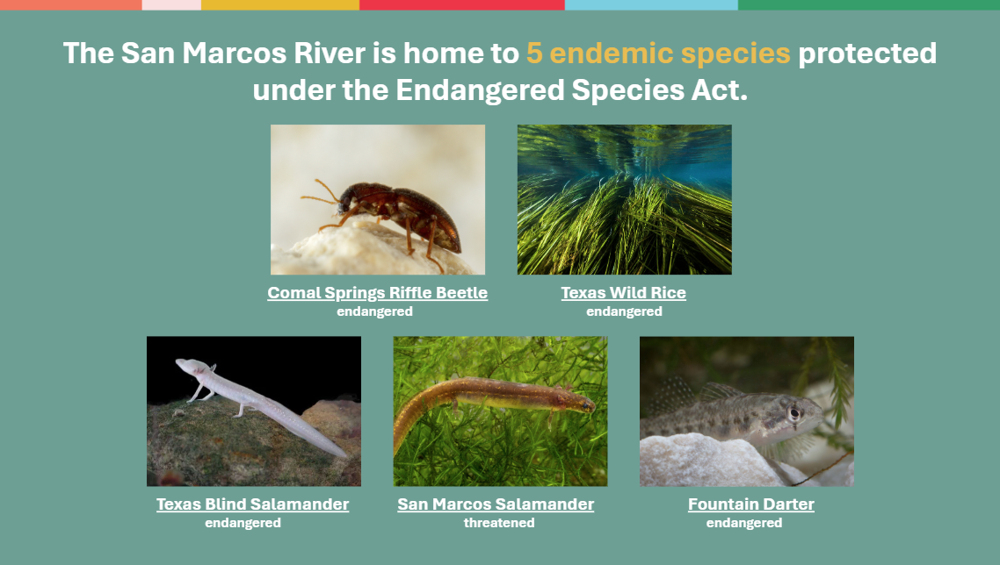 The San Marcos River is home to 5 endemic species protected
under the Endangered Species Act.
Comal Springs Riffle Beetle
endangered
Texas Wild Rice
endangered
Texas Blind Salamander
endangered
San Marcos Salamander
threatened
Fountain Darter
endangered